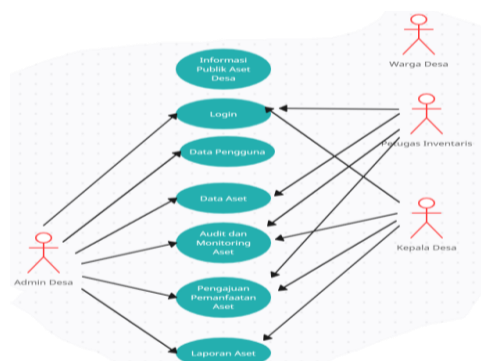 Informasi
Publik Aset
Desa
Warga Desa
Login
Petugas Inventaris
Data Pengguna
Data Aset
Audit dan
Monitoring
Aset
Kepala Desa
Admin Desa
Pengajuan
Pemanfaatan
Aset
Laporan Aset